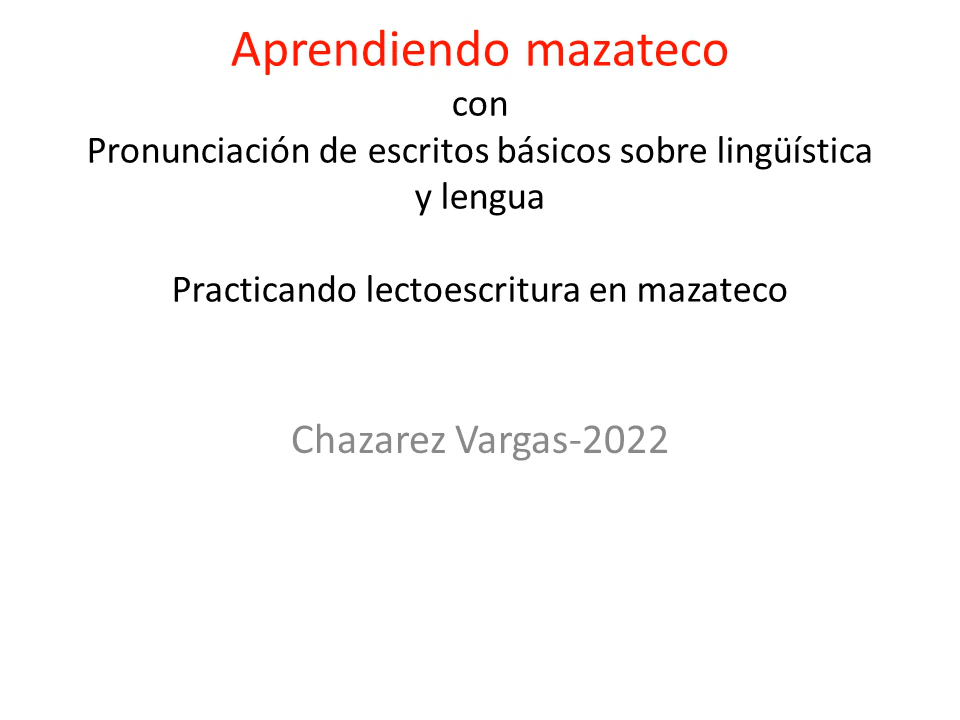 Aprendiendo mazateco
con
Pronunciación de escritos básicos sobre lingüística
y lengua
Practicando lectoescritura en mazateco
Chazarez Vargas-2022